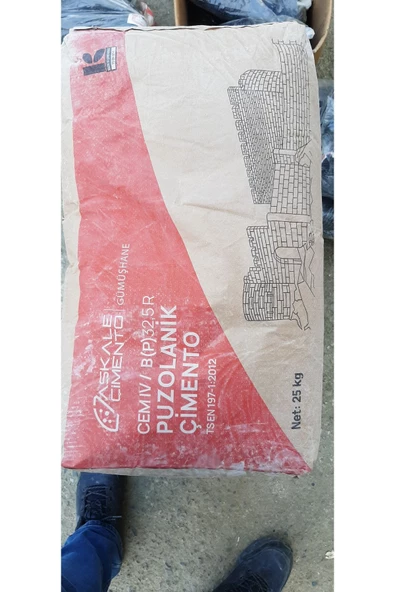 AŞKALE
ÇİMENTO
GÜMÜŞHANE
CEM IV / B(P)32,5 R
PUZOLANİK
ÇİMENTO
TS EN 197-1:2012
Net: 25 kg